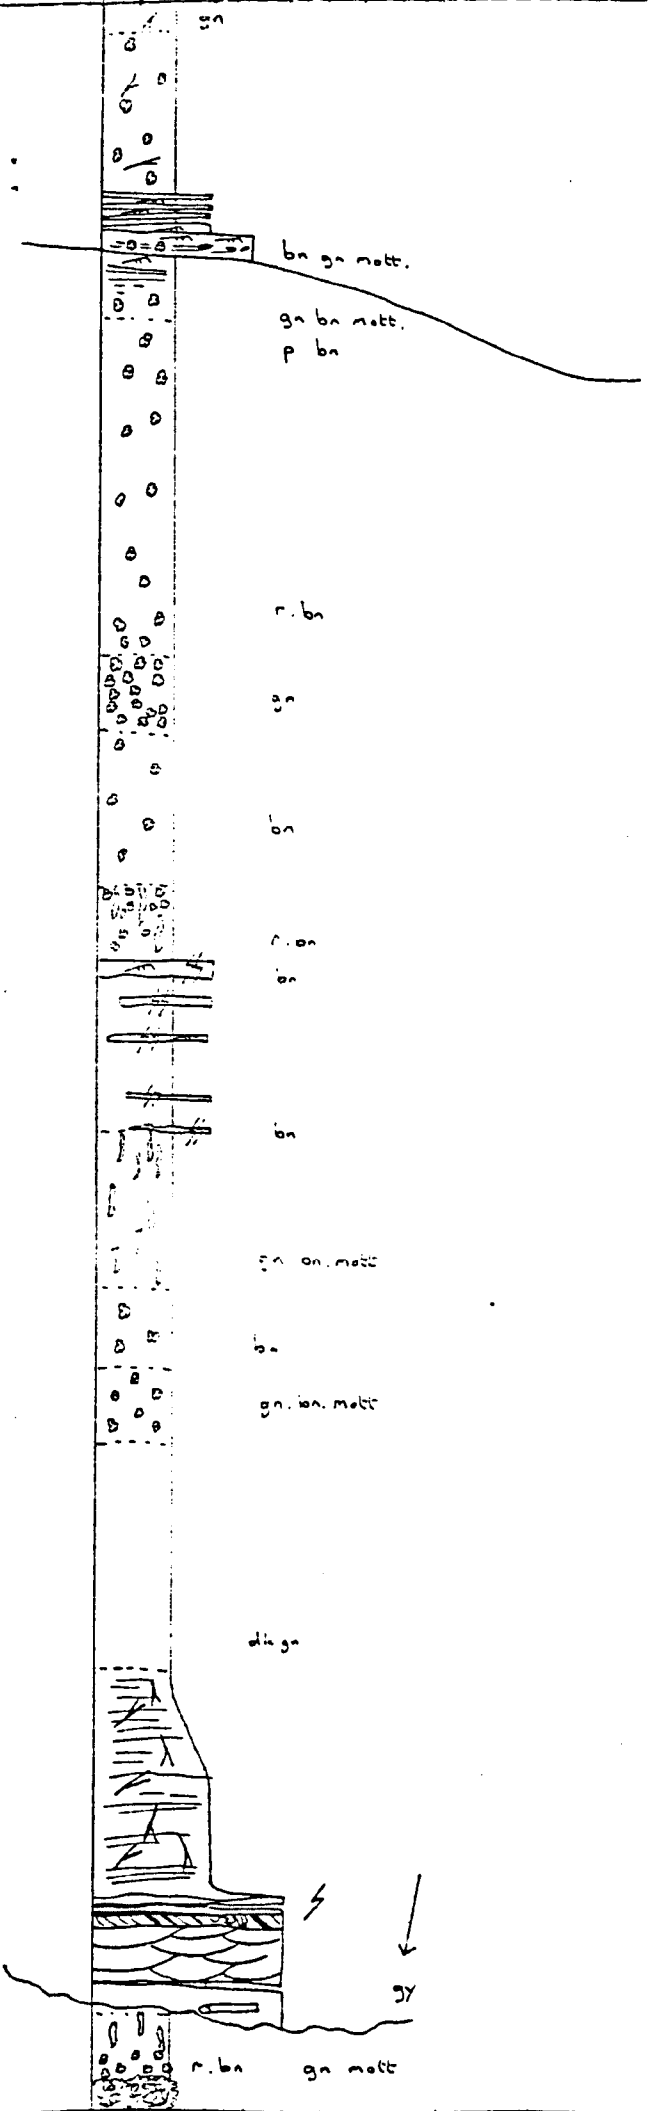 gn
bn gn mott.
gn bn mott.
p bn
r. bn
gn
bn
r. bn
bn
bn
gn bn. mott
bn
gn. bn. mott
dk gn
gy
r. bn gn mott